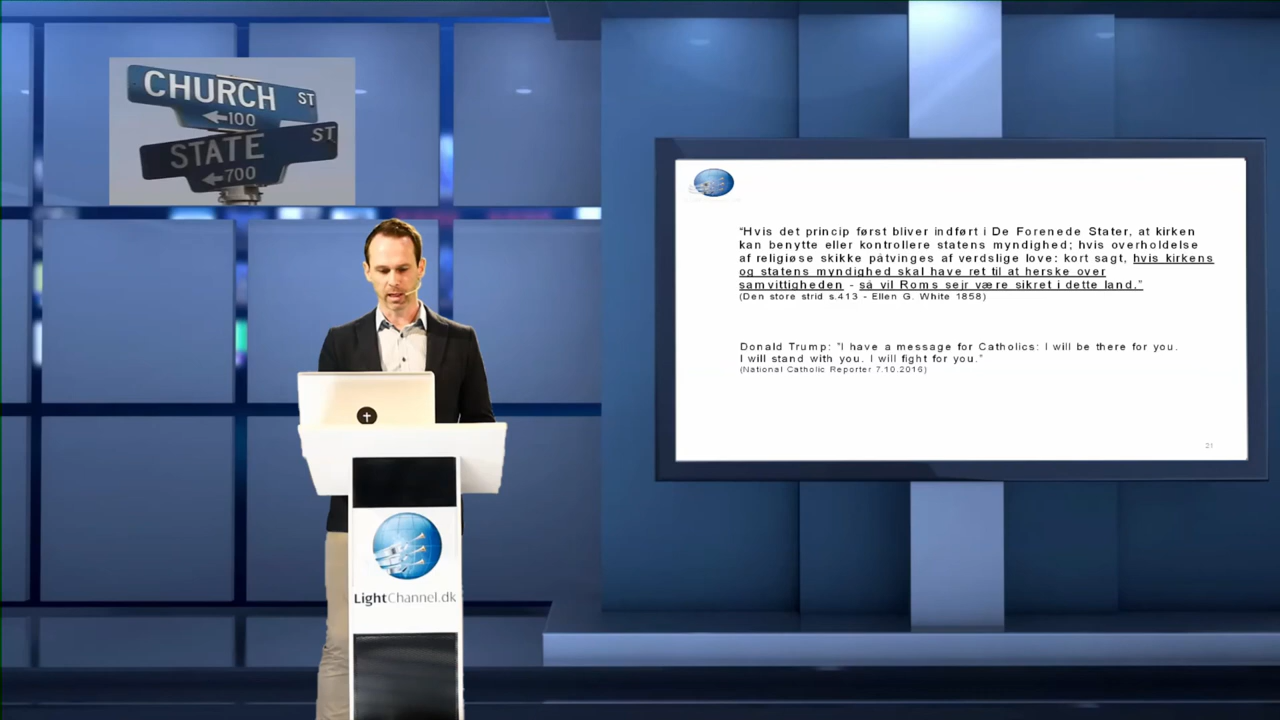 CHURCH ST
←100
STATE ST
←700
"Hvis det princip først bliver indført i De Forenede Stater, at kirken
kan benytte eller kontrollere statens myndighed; hvis overholdelse
af religiøse skikke påtvinges af verdslige love: kort sagt, hvis kirkens
og statens myndighed skal have ret til at herske over
samvittigheden - så vil Roms sejr være sikret i dette land."
(Den store strid s.413 - Ellen G. White 1858)
Donald Trump: "I have a message for Catholics: I will be there for you.
I will stand with you. I will fight for you."
(National Catholic Reporter 7.10.2016)
21
LightChannel.dk